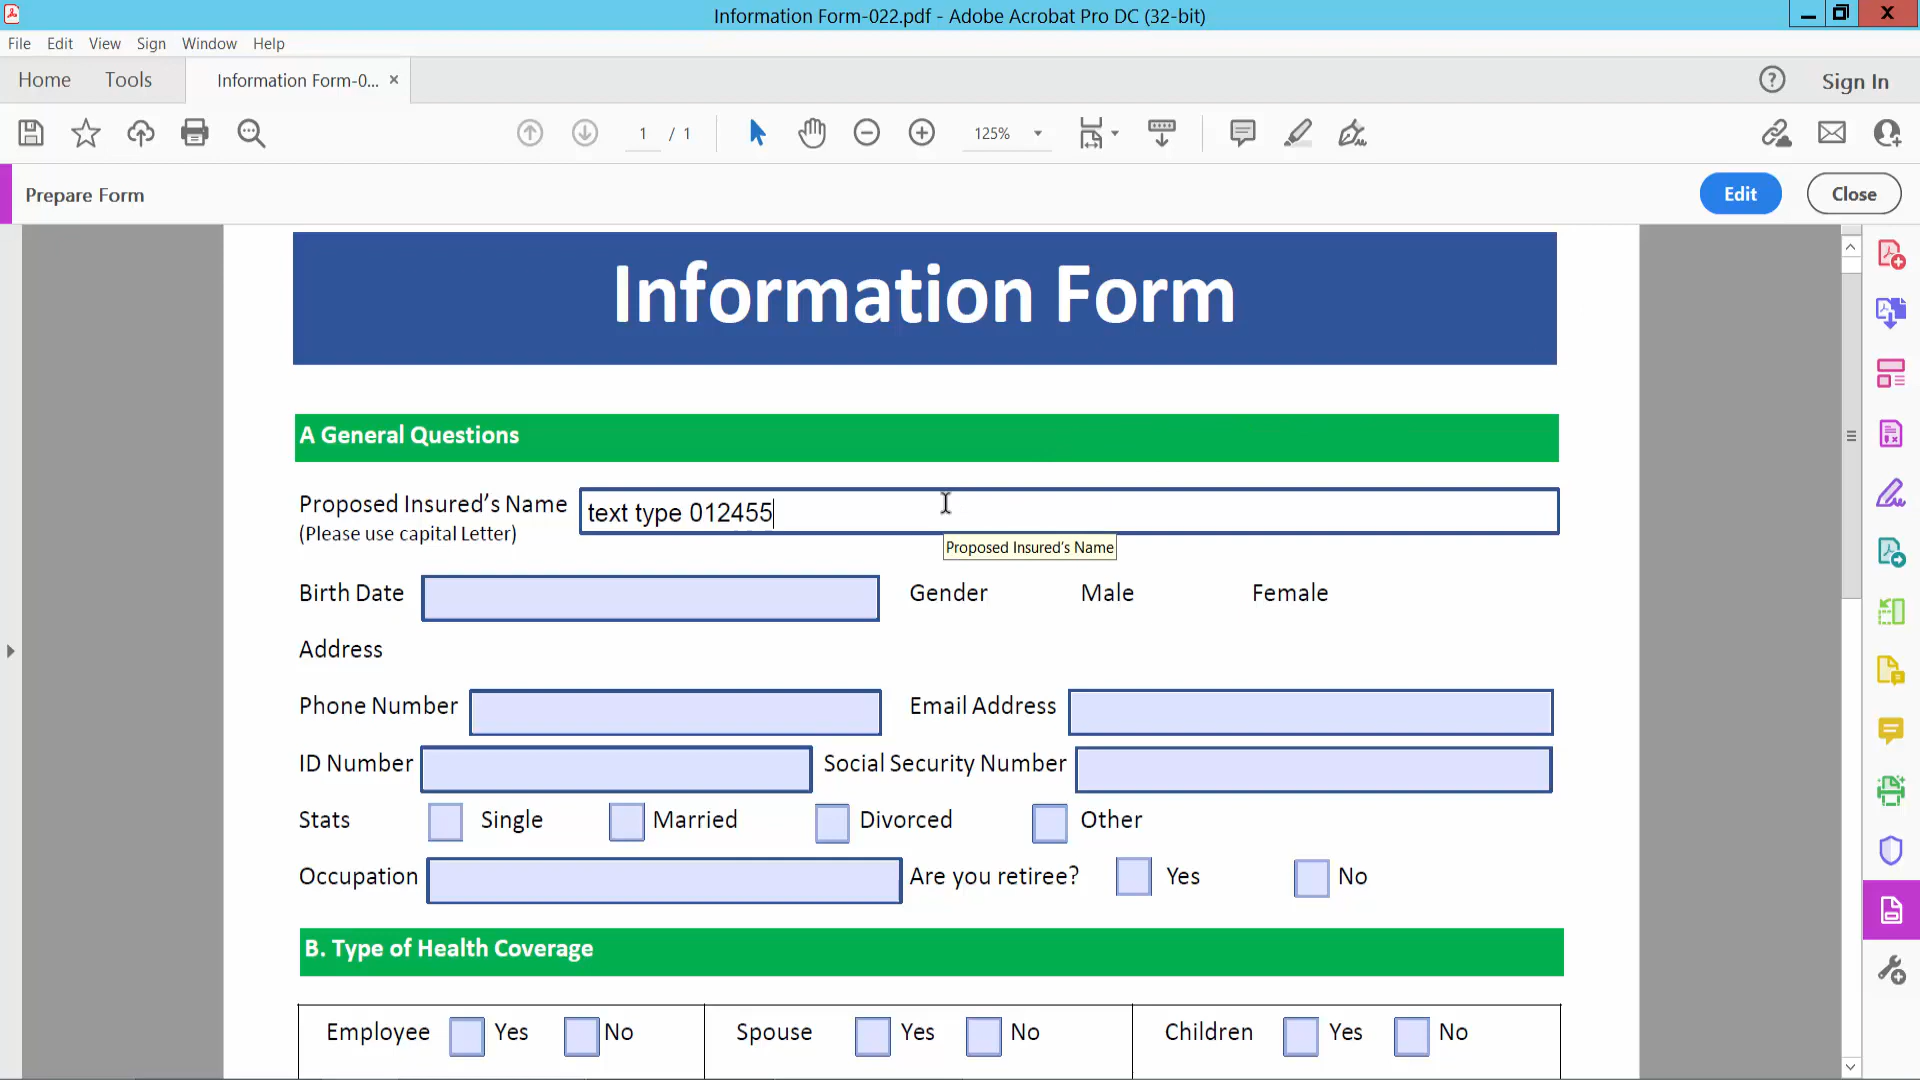 Information Form-022.pdf - Adobe Acrobat Pro DC (32-bit)
File Edit View Sign Window Help
Home Tools Information Form-0... × Sign In
1 / 1 125%
Prepare Form Edit Close
Information Form
A General Questions
Proposed Insured’s Name text type 012455
(Please use capital Letter)
Proposed Insured’s Name
Birth Date Gender Male Female
Address
Phone Number Email Address
ID Number Social Security Number
Stats Single Married Divorced Other
Occupation Are you retiree? Yes No
B. Type of Health Coverage
Employee Yes No Spouse Yes No Children Yes No